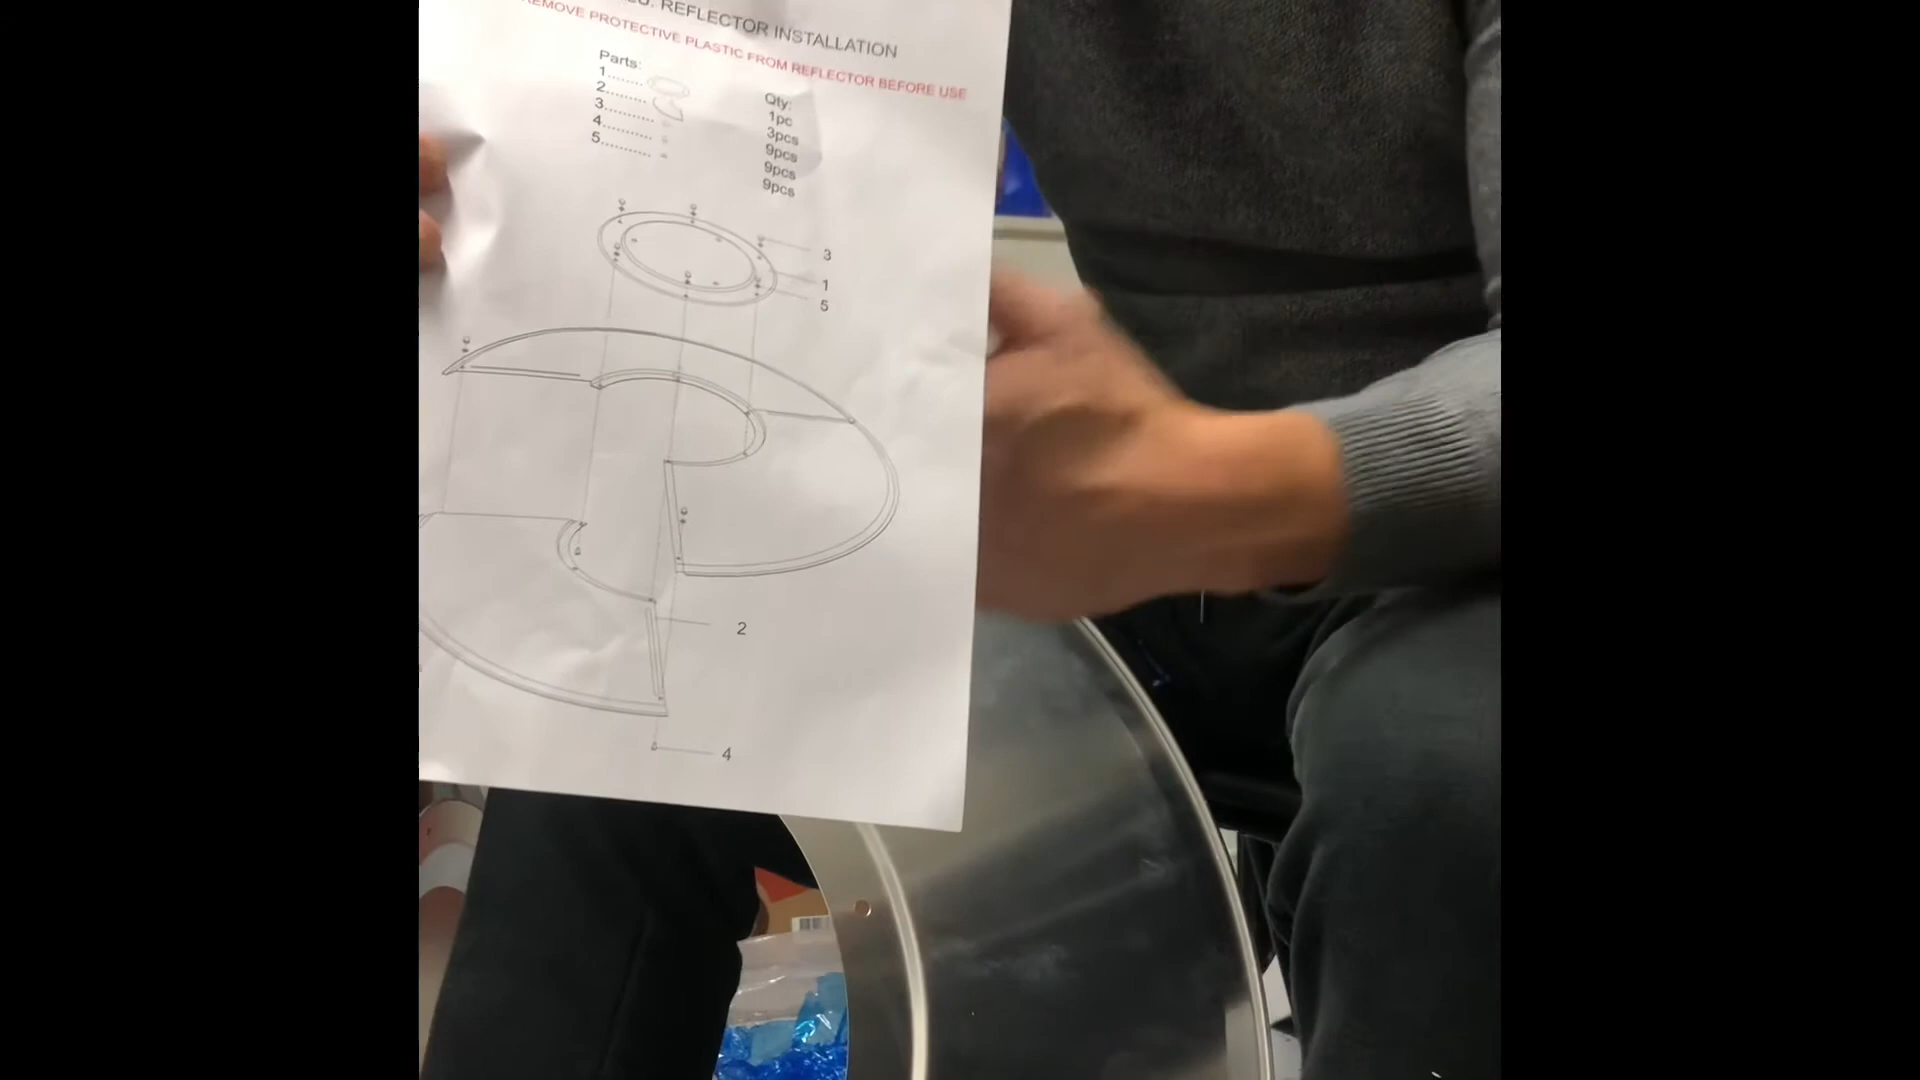 REFLECTOR INSTALLATION
REMOVE PROTECTIVE PLASTIC FROM REFLECTOR BEFORE USE
Parts:
1........
2..........
3............
4............
5............
Qty:
1pc
3pcs
9pcs
9pcs
9pcs
3
1
5
2
4